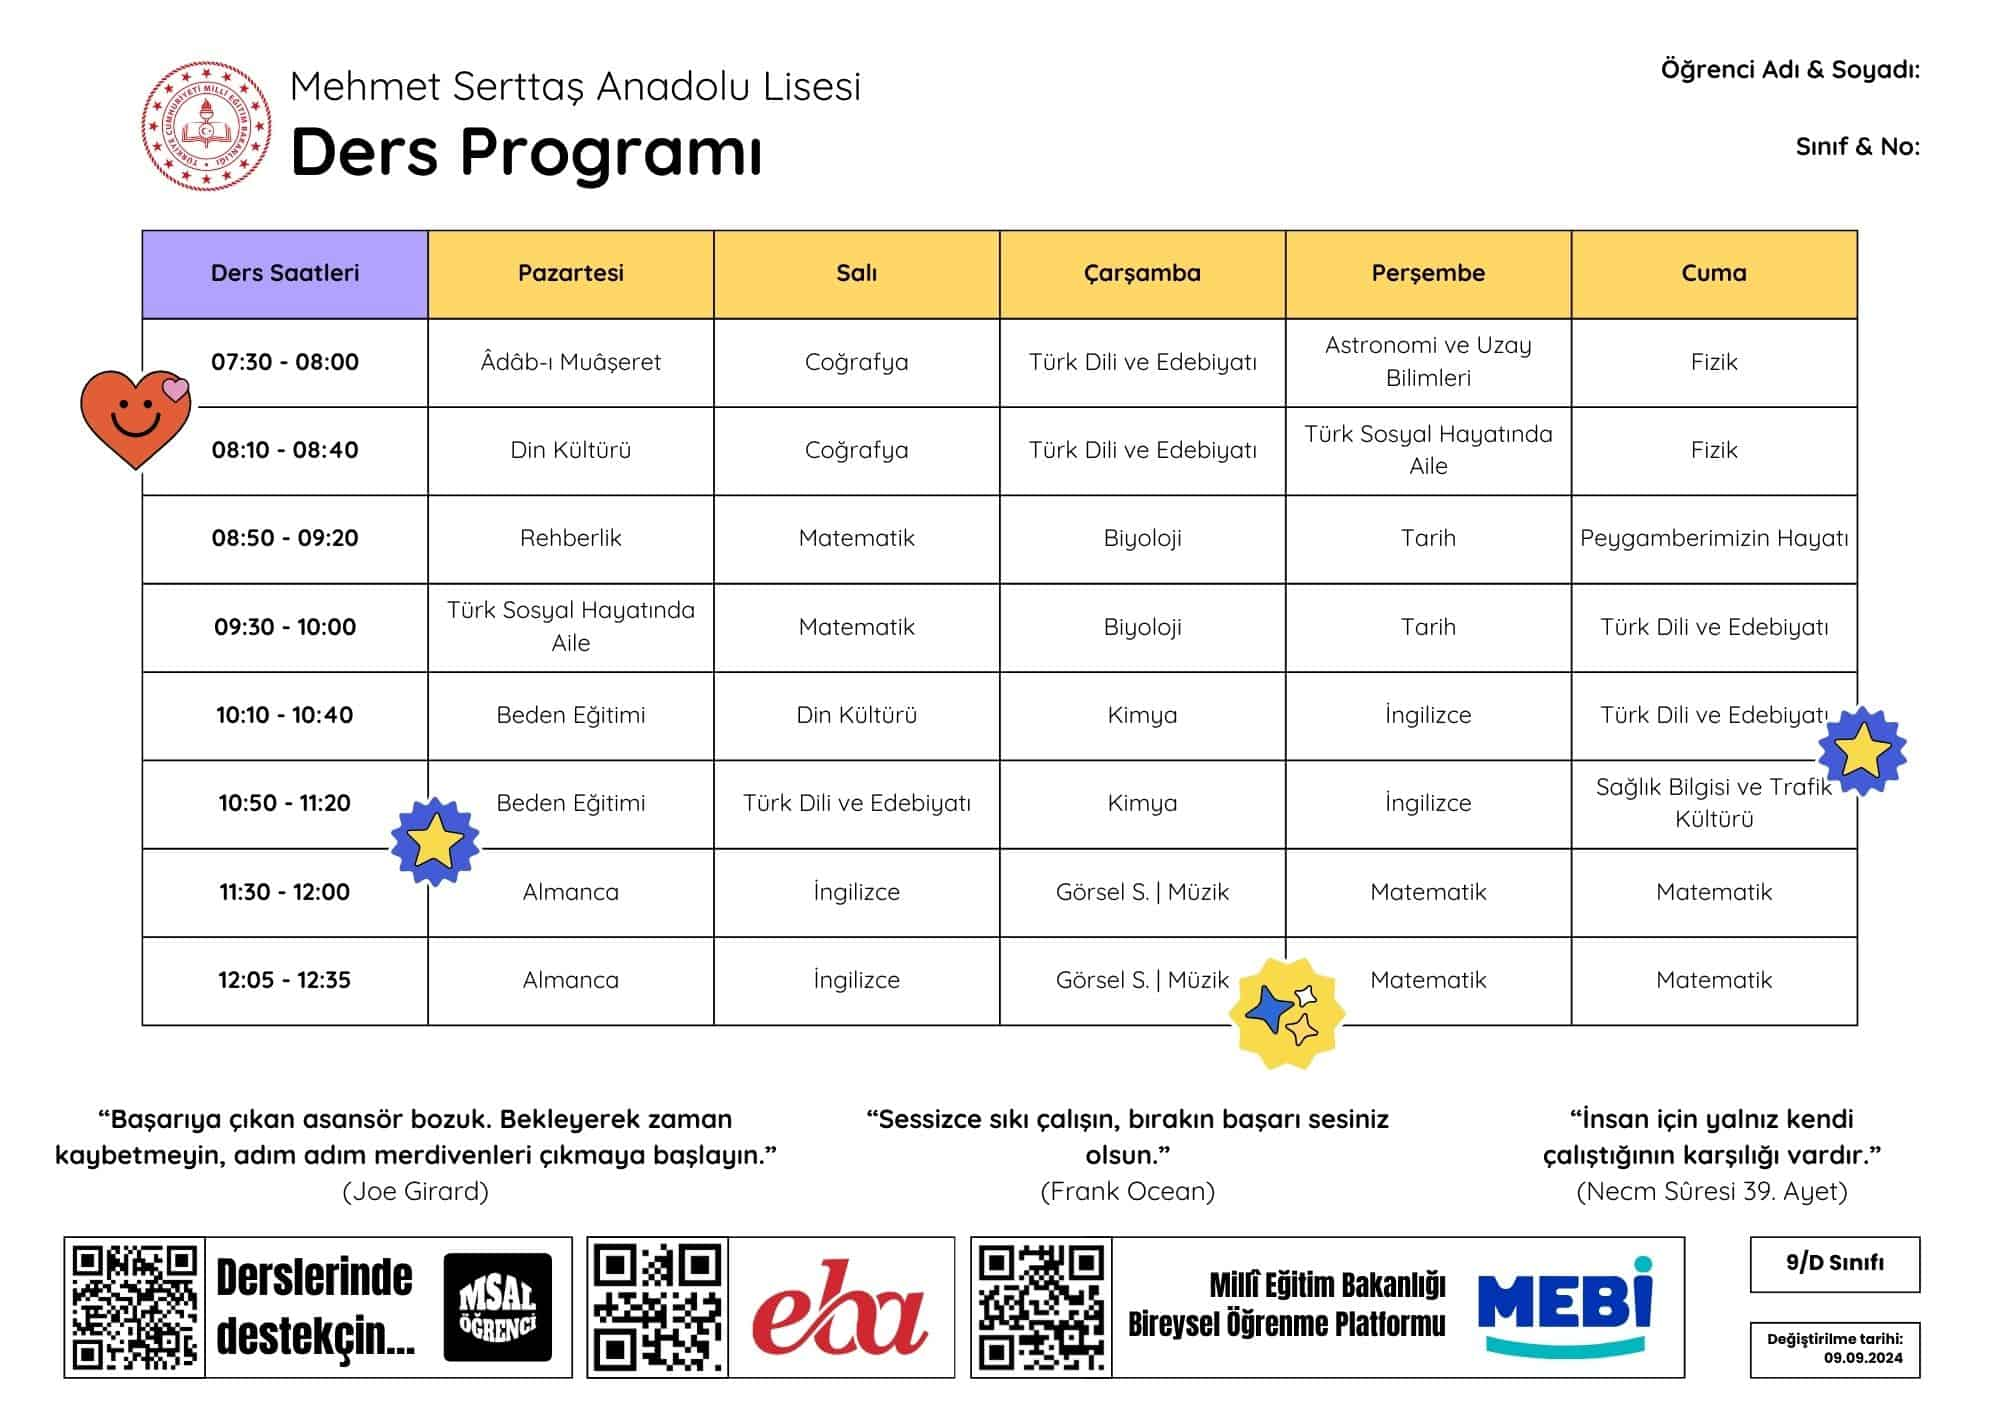 Mehmet Serttaş Anadolu Lisesi
Ders Programı
Öğrenci Adı & Soyadı:
Sınıf & No:
TÜRKİYE CUMHURİYETİ MİLLÎ EĞİTİM BAKANLIĞI
Ders Saatleri Pazartesi Salı Çarşamba Perşembe Cuma
07:30 - 08:00 Âdâb-ı Muâşeret Coğrafya Türk Dili ve Edebiyatı Astronomi ve Uzay Bilimleri Fizik
08:10 - 08:40 Din Kültürü Coğrafya Türk Dili ve Edebiyatı Türk Sosyal Hayatında Aile Fizik
08:50 - 09:20 Rehberlik Matematik Biyoloji Tarih Peygamberimizin Hayatı
09:30 - 10:00 Türk Sosyal Hayatında Aile Matematik Biyoloji Tarih Türk Dili ve Edebiyatı
10:10 - 10:40 Beden Eğitimi Din Kültürü Kimya İngilizce Türk Dili ve Edebiyatı
10:50 - 11:20 Beden Eğitimi Türk Dili ve Edebiyatı Kimya İngilizce Sağlık Bilgisi ve Trafik Kültürü
11:30 - 12:00 Almanca İngilizce Görsel S. | Müzik Matematik Matematik
12:05 - 12:35 Almanca İngilizce Görsel S. | Müzik Matematik Matematik
“Başarıya çıkan asansör bozuk. Bekleyerek zaman
kaybetmeyin, adım adım merdivenleri çıkmaya başlayın.”
(Joe Girard)
“Sessizce sıkı çalışın, bırakın başarı sesiniz
olsun.”
(Frank Ocean)
“İnsan için yalnız kendi
çalıştığının karşılığı vardır.”
(Necm Sûresi 39. Ayet)
Derslerinde
destekçin...
MSAL
ÖĞRENCİ
eba
Millî Eğitim Bakanlığı
Bireysel Öğrenme Platformu
MEBİ
9/D Sınıfı
Değiştirilme tarihi:
09.09.2024